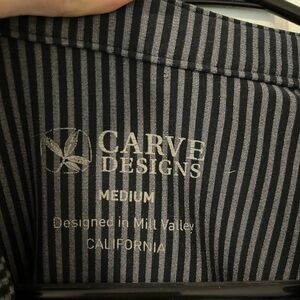 CARVE
DESIGNS
MEDIUM
Designed in Mill Valley
CALIFORNIA